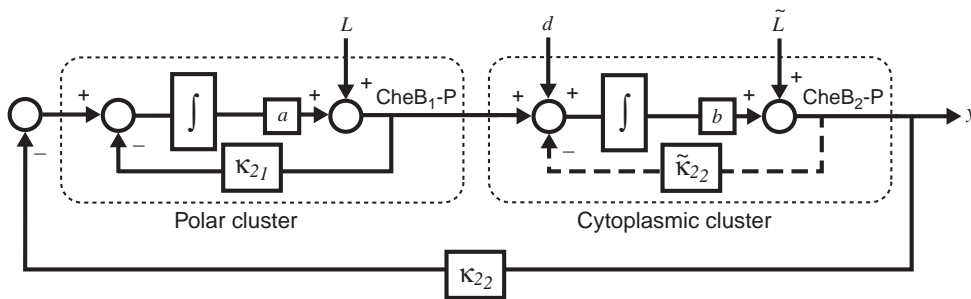 L
d
L̃
+ + + + CheB₁-P + + + + CheB₂-P
∫ a ∫ b y
− − − −
κ₂₁ κ̃₂₂
Polar cluster Cytoplasmic cluster
κ₂₂